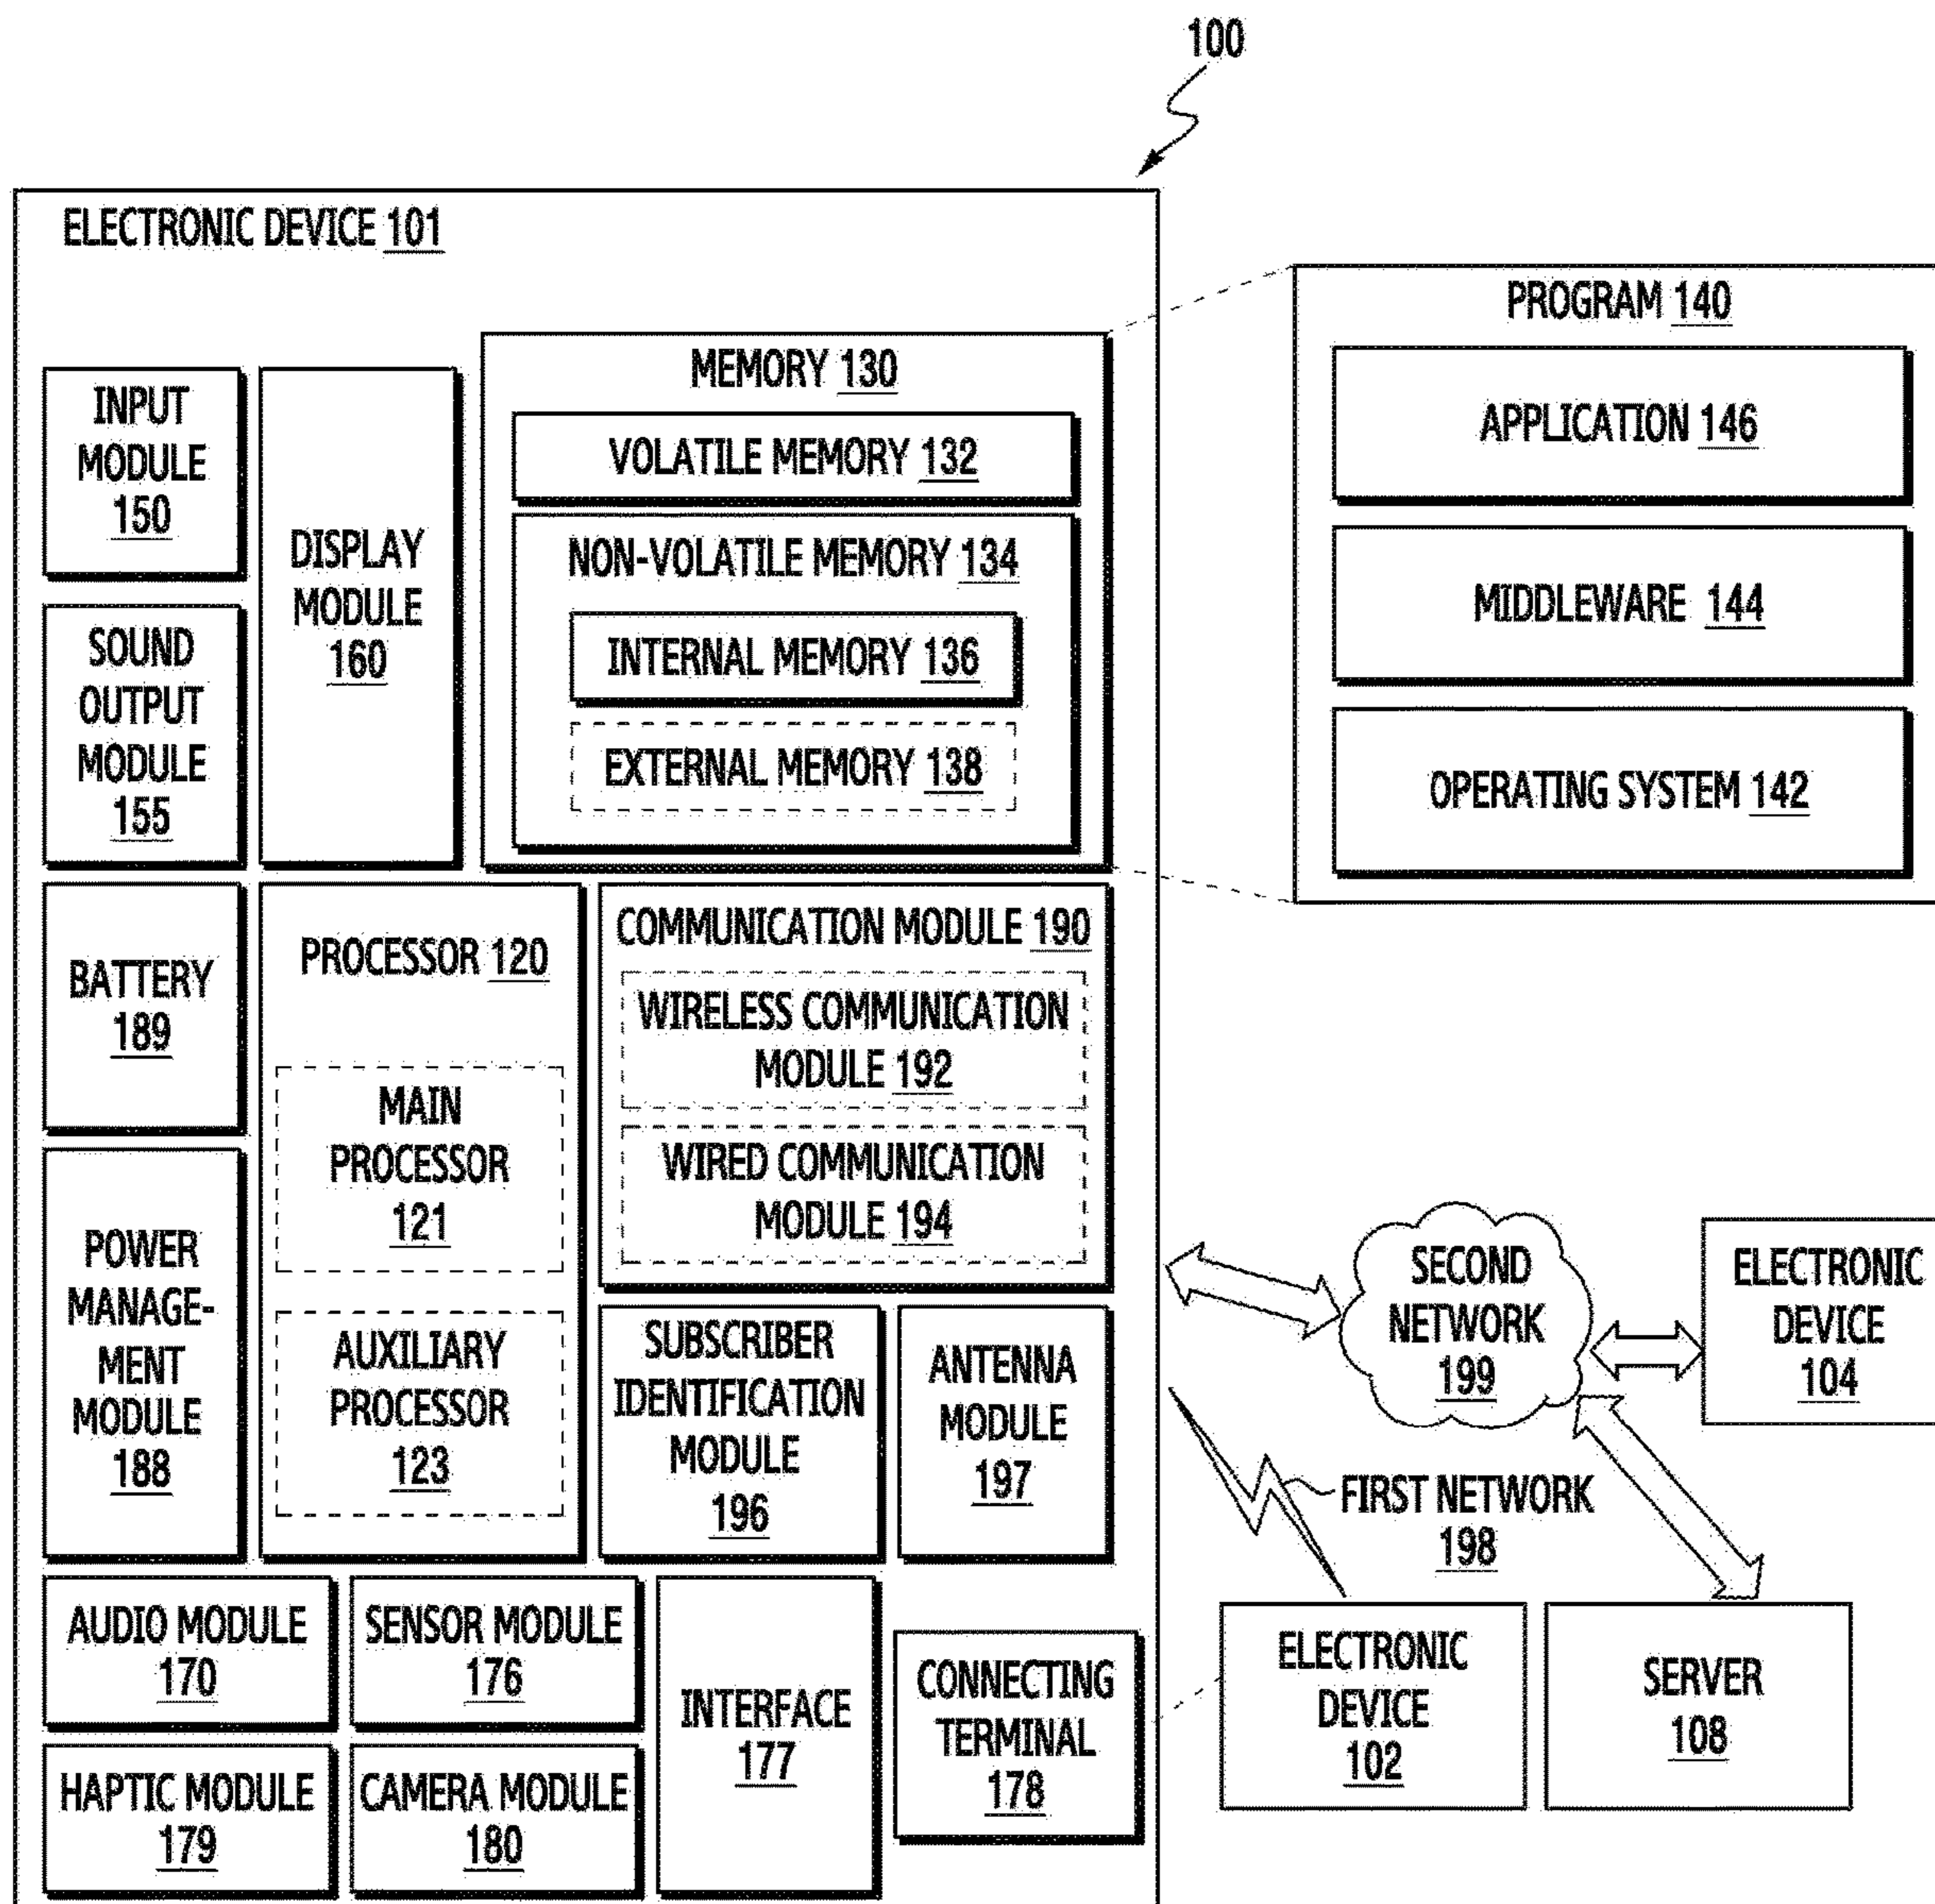 100
ELECTRONIC DEVICE 101
INPUT
MODULE
150
SOUND
OUTPUT
MODULE
155
DISPLAY
MODULE
160
MEMORY 130
VOLATILE MEMORY 132
NON-VOLATILE MEMORY 134
INTERNAL MEMORY 136
EXTERNAL MEMORY 138
PROGRAM 140
APPLICATION 146
MIDDLEWARE 144
OPERATING SYSTEM 142
BATTERY
189
POWER
MANAGE-
MENT
MODULE
188
PROCESSOR 120
MAIN
PROCESSOR
121
AUXILIARY
PROCESSOR
123
COMMUNICATION MODULE 190
WIRELESS COMMUNICATION
MODULE 192
WIRED COMMUNICATION
MODULE 194
SUBSCRIBER
IDENTIFICATION
MODULE
196
ANTENNA
MODULE
197
SECOND
NETWORK
199
ELECTRONIC
DEVICE
104
FIRST NETWORK
198
AUDIO MODULE
170
SENSOR MODULE
176
INTERFACE
177
CONNECTING
TERMINAL
178
HAPTIC MODULE
179
CAMERA MODULE
180
ELECTRONIC
DEVICE
102
SERVER
108